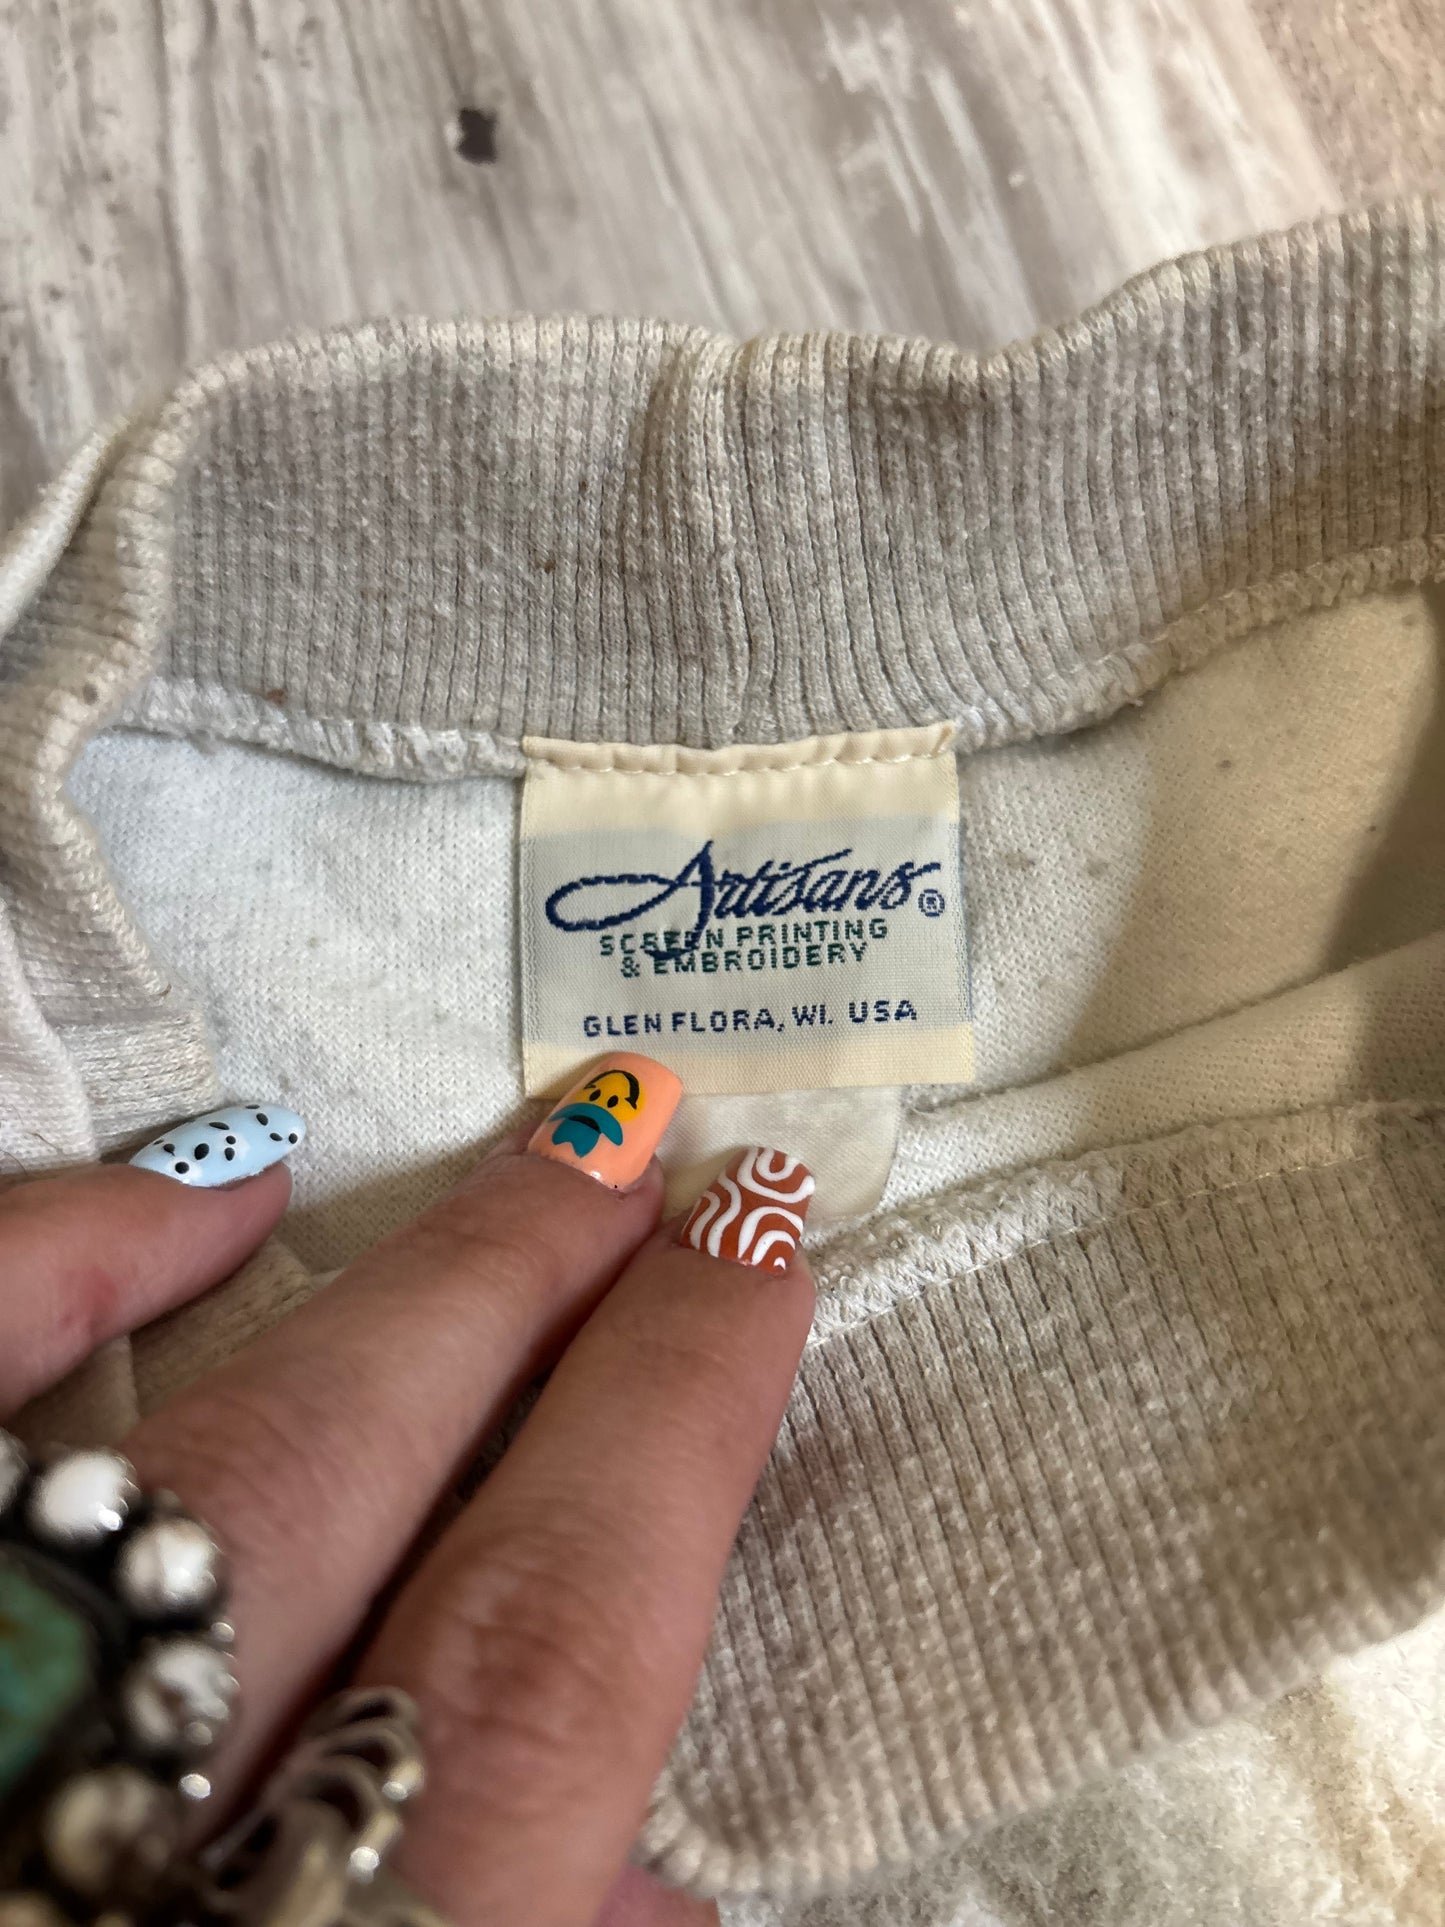 Artisans®
SCREEN PRINTING
& EMBROIDERY
GLEN FLORA, WI. USA